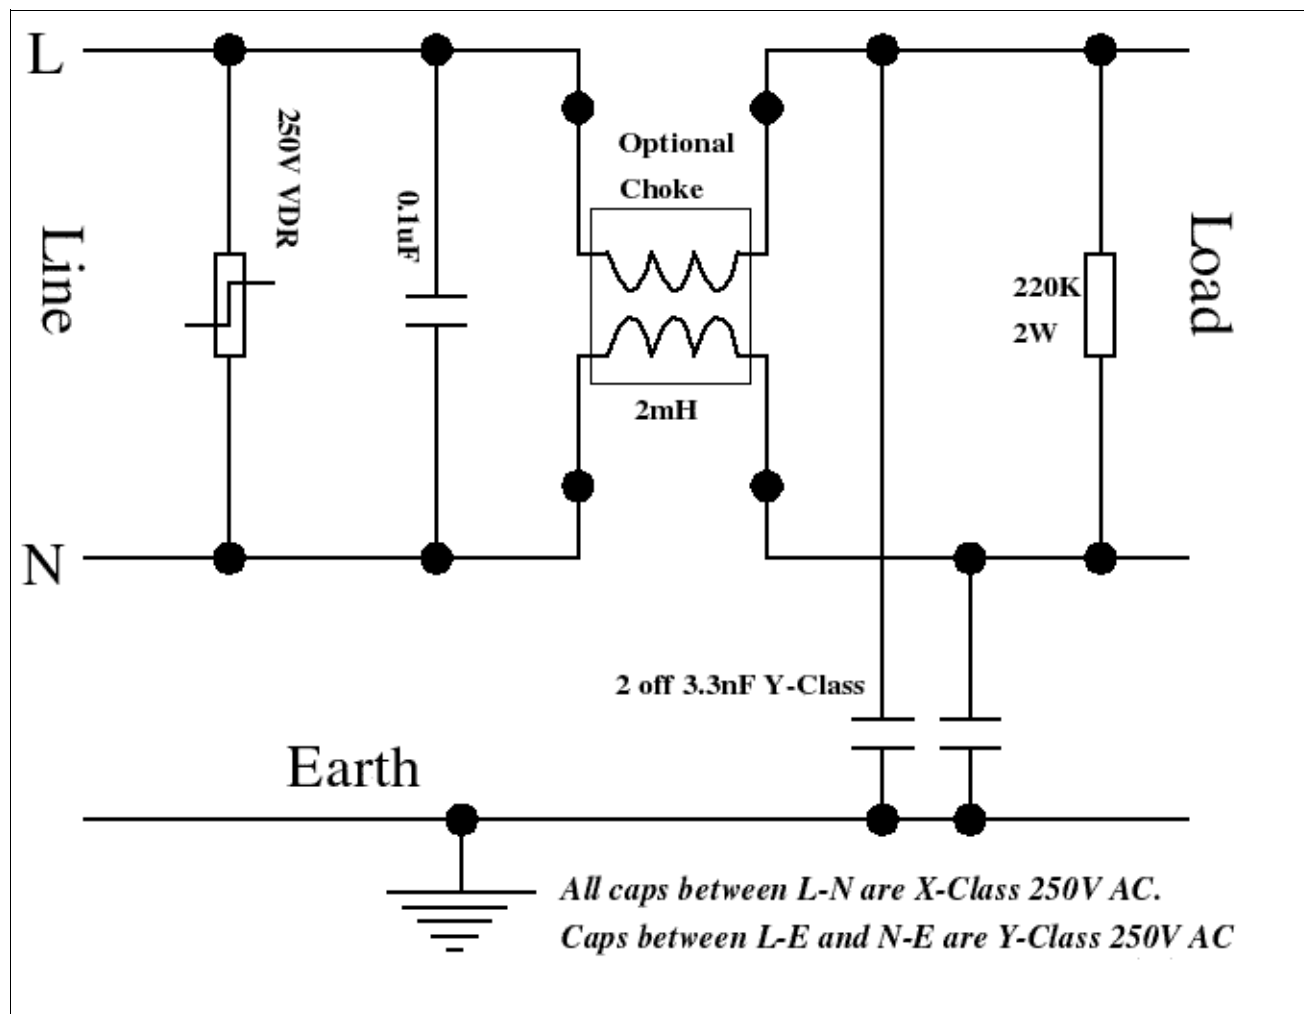 L
250V VDR
0.1uF
Optional
Choke
Line
Load
220K
2W
2mH
N
2 off 3.3nF Y-Class
Earth
All caps between L-N are X-Class 250V AC.
Caps between L-E and N-E are Y-Class 250V AC